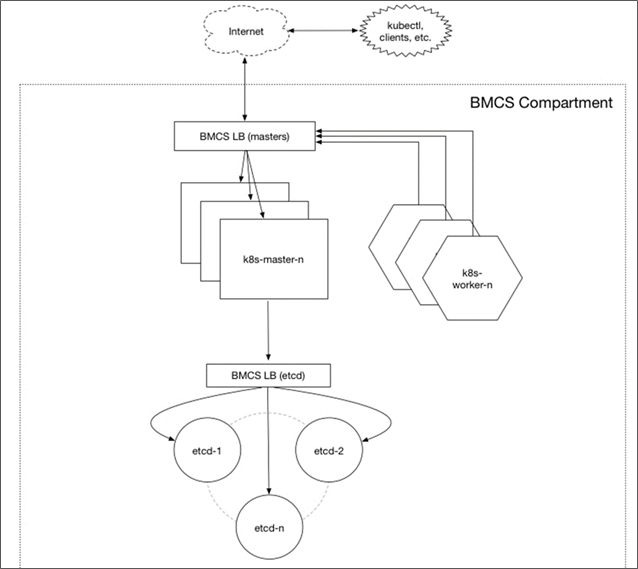 Internet
kubectl,
clients, etc.
BMCS Compartment
BMCS LB (masters)
k8s-master-n
k8s-
worker-n
BMCS LB (etcd)
etcd-1
etcd-2
etcd-n